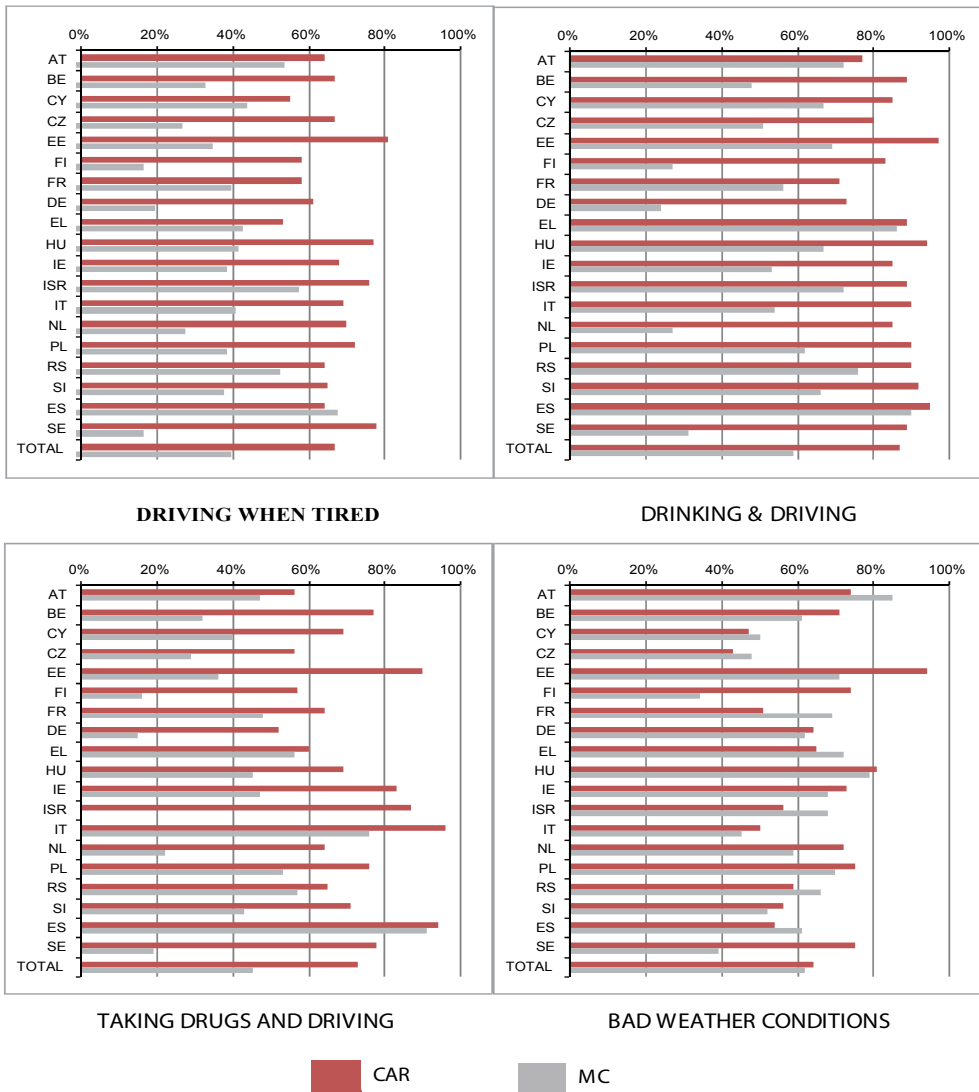 0% 20% 40% 60% 80% 100%
AT
BE
CY
CZ
EE
FI
FR
DE
EL
HU
IE
ISR
IT
NL
PL
RS
SI
ES
SE
TOTAL
DRIVING WHEN TIRED
0% 20% 40% 60% 80% 100%
AT
BE
CY
CZ
EE
FI
FR
DE
EL
HU
IE
ISR
IT
NL
PL
RS
SI
ES
SE
TOTAL
DRINKING & DRIVING
0% 20% 40% 60% 80% 100%
AT
BE
CY
CZ
EE
FI
FR
DE
EL
HU
IE
ISR
IT
NL
PL
RS
SI
ES
SE
TOTAL
TAKING DRUGS AND DRIVING
0% 20% 40% 60% 80% 100%
AT
BE
CY
CZ
EE
FI
FR
DE
EL
HU
IE
ISR
IT
NL
PL
RS
SI
ES
SE
TOTAL
BAD WEATHER CONDITIONS
CAR
MC